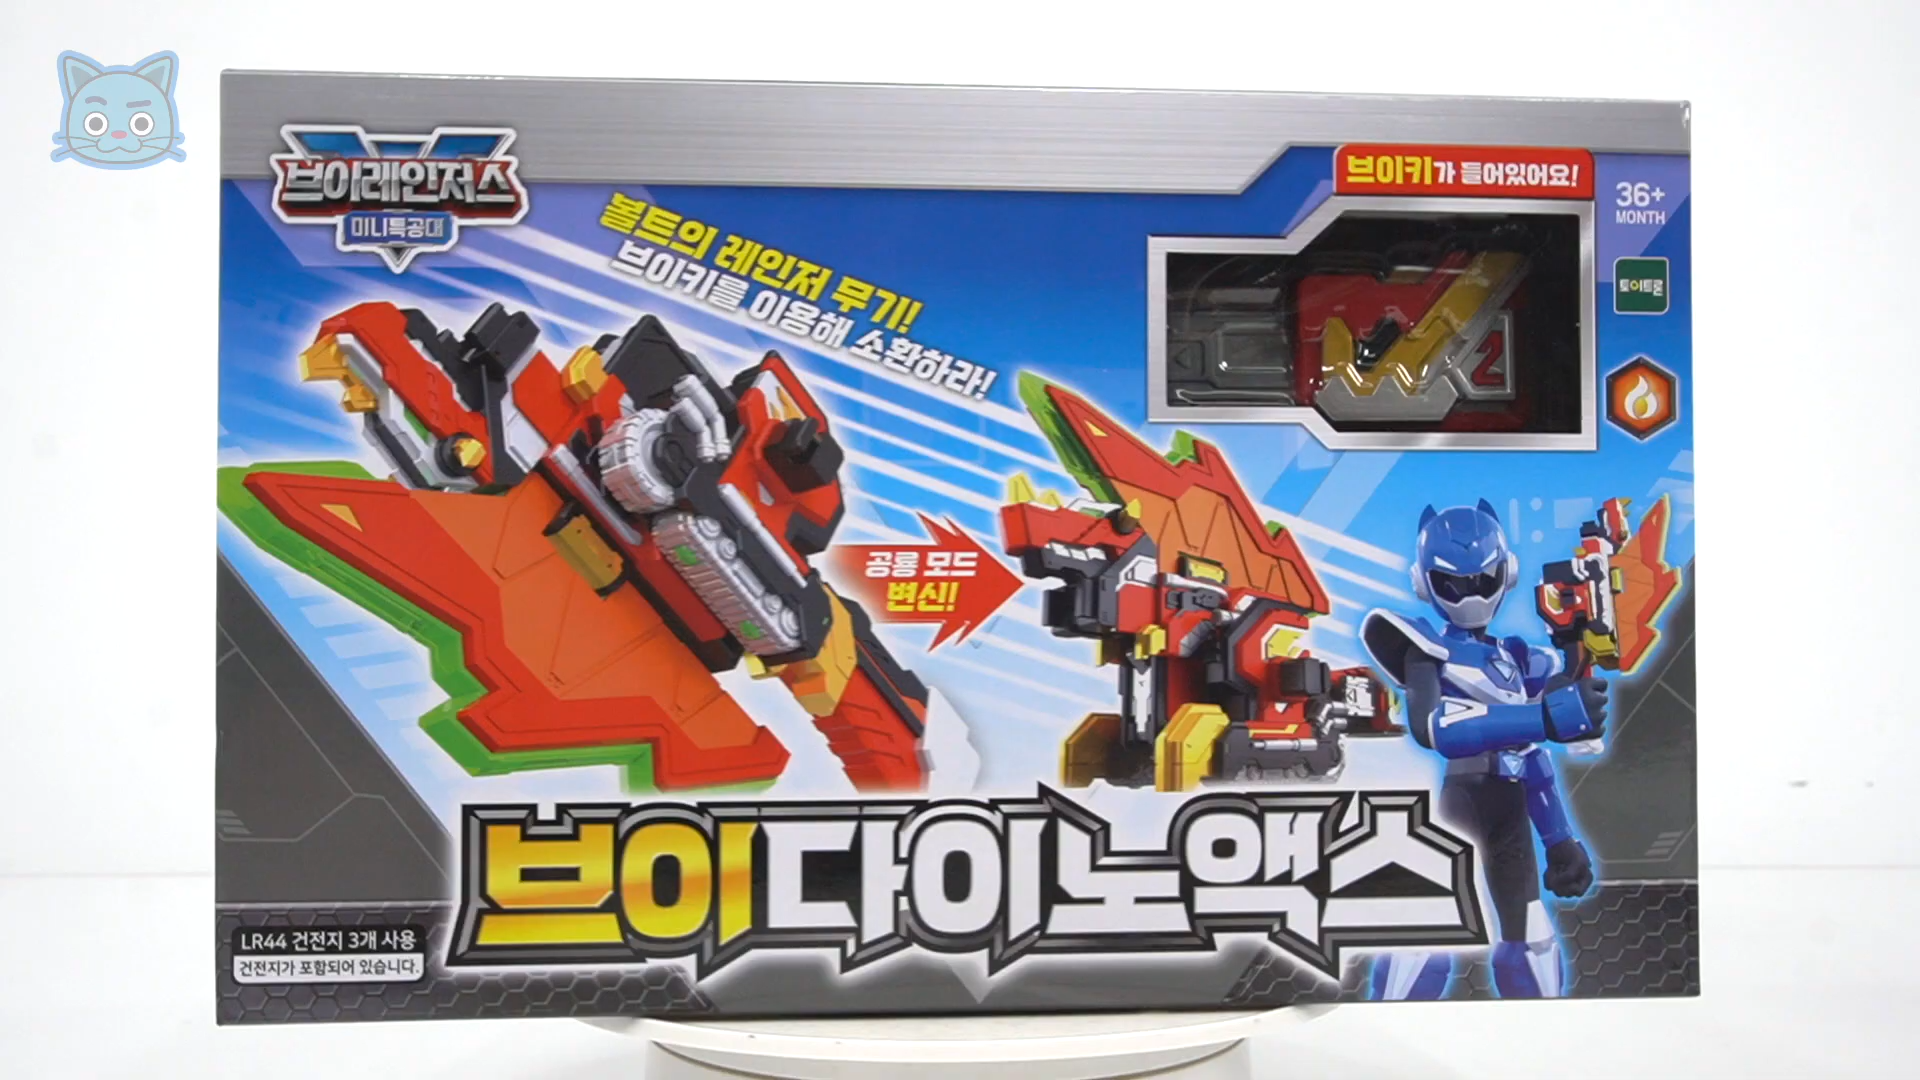 브이레인저스
미니특공대
볼트의 레인저 무기!
브이키를 이용해 소환하라!
브이키가 들어있어요!
36+
MONTH
토이트론
2
공룡 모드
변신!
브이다이노액스
LR44 건전지 3개 사용
건전지가 포함되어 있습니다.